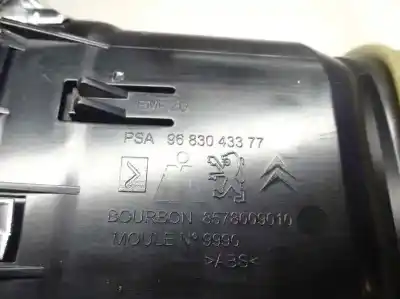 PSA 96 830 433 77
BOURBON 8578009010
MOULE N° 9990
>ABS<